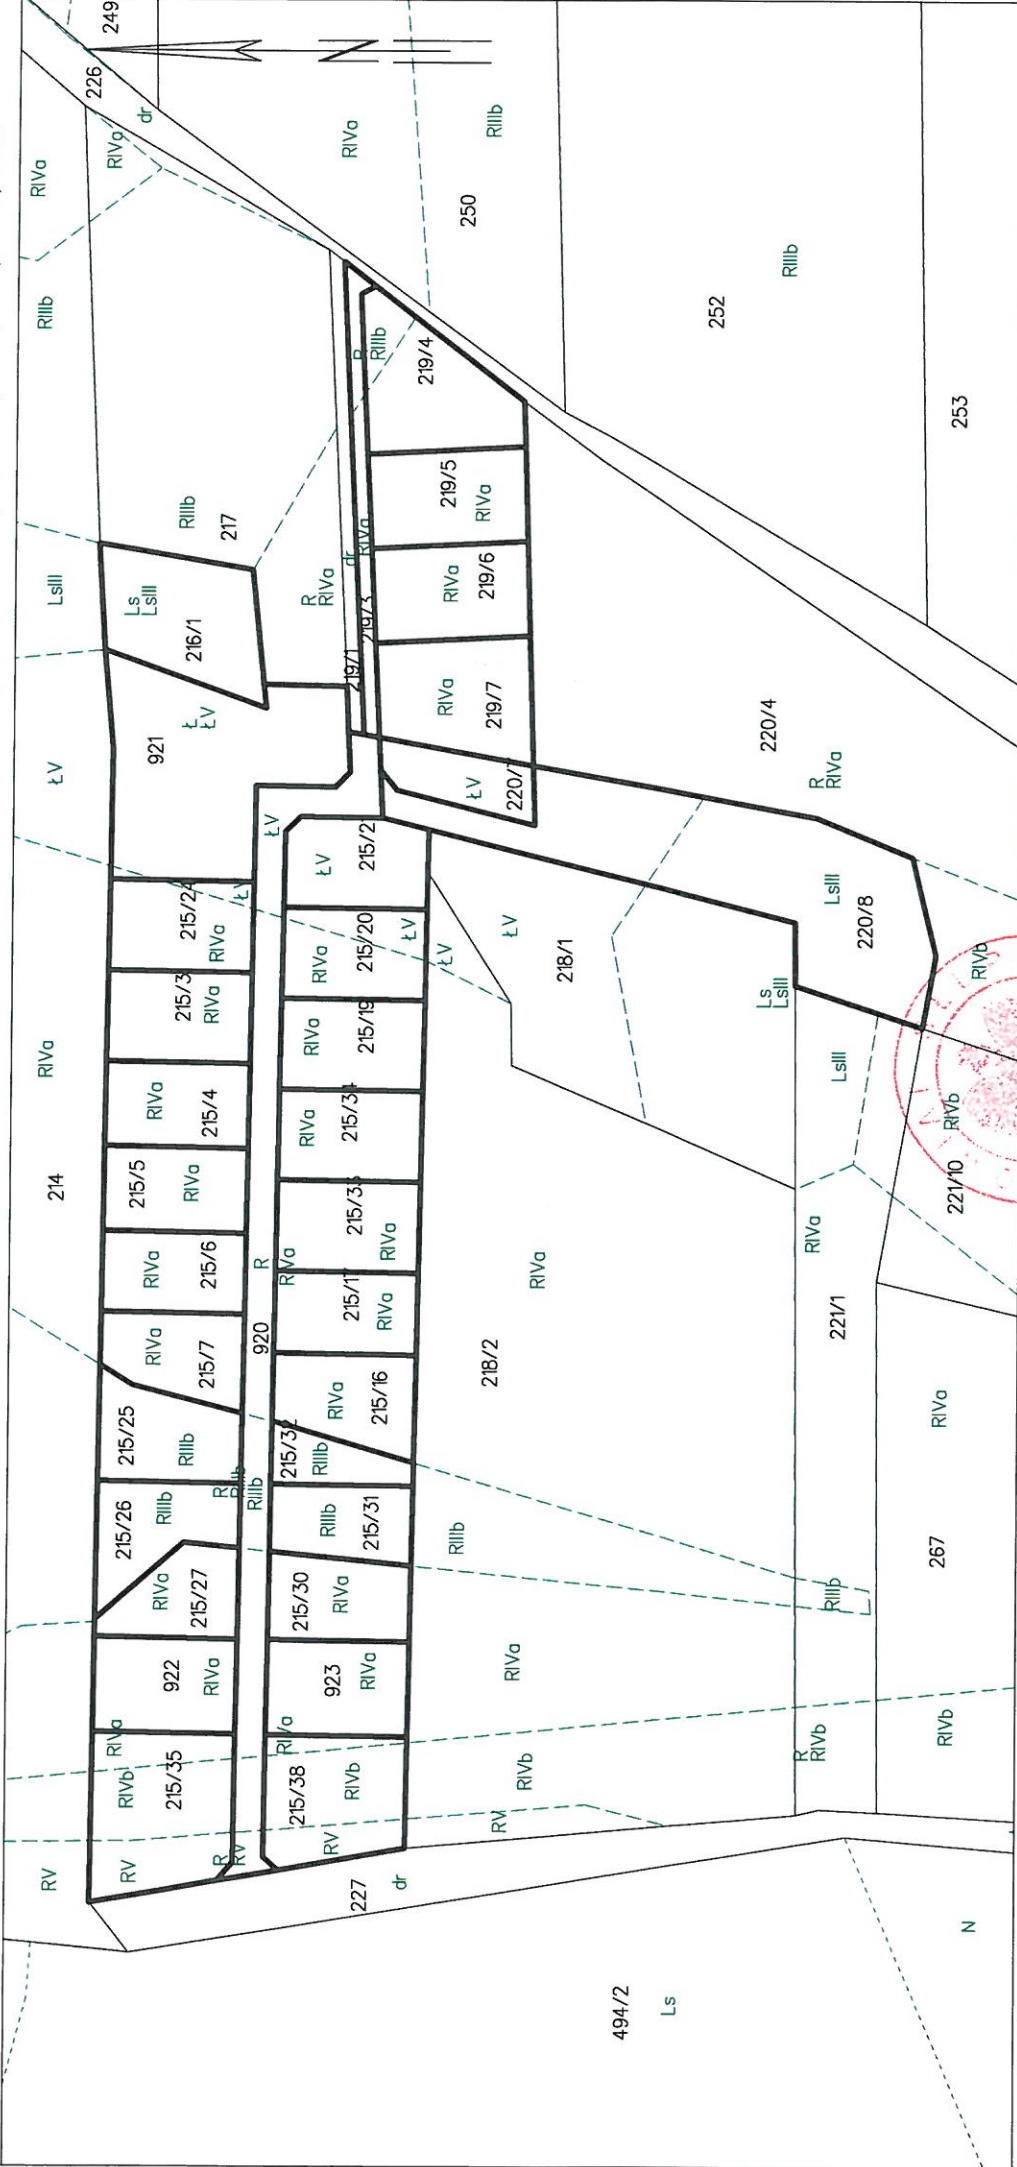 RV
214
RIVa
ŁV
LsIII
RIIIb
RIVa
249
226
RIVa
dr
RV
RIVb
RIVa
215/35
922
RIVa
RIVa
215/27
215/26
RIIIb
215/25
RIIIb
RIVa
215/7
RIVa
215/6
215/5
RIVa
RIVa
215/4
215/3
RIVa
RIVa
ŁV
921
Ł
ŁV
Ls
LsIII
216/1
RIIIb
217
R
RV
R
RIIIb
920
R
RIVa
ŁV
R
RIVa
RV
215/38
RIVb
RIVa
923
RIVa
215/30
RIVa
RIIIb
215/31
RIIIb
RIVa
215/16
215/17
RIVa
RIVa
RIVa
RIVa
215/19
RIVa
215/20
ŁV
ŁV
219/1
219/3
dr
RIVa
R
RIIIb
219/4
219/5
RIVa
RIVa
219/6
RIVa
219/7
ŁV
RIVa
RIIIb
250
227
dr
RV
RIVb
RIVa
RIIIb
218/2
RIVa
ŁV
ŁV
218/1
494/2
Ls
252
RIIIb
R
RIVb
RIIIb
221/1
RIVa
Ls
LsIII
LsIII
LsIII
220/8
220/4
R
RIVa
N
RIVb
267
RIVa
221/10
RIVb
RIVb
253